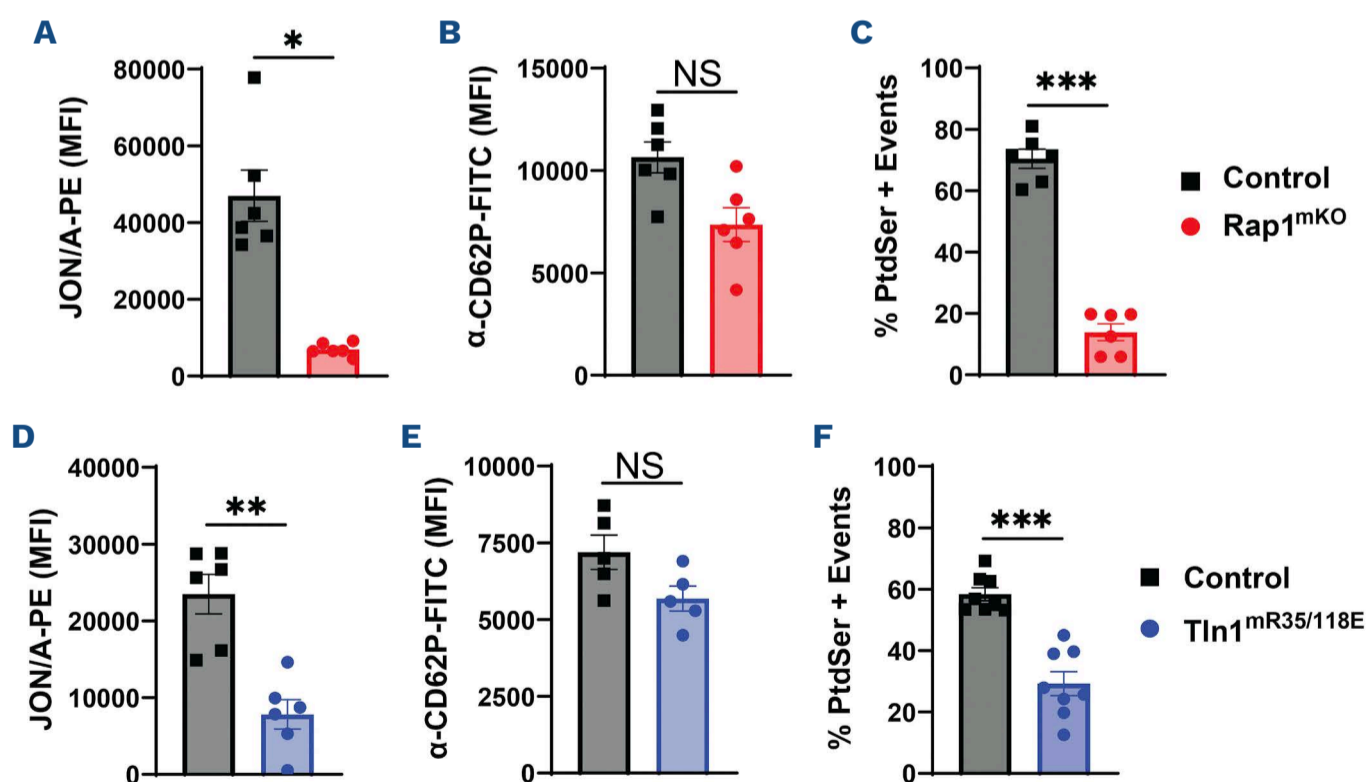 A
JON/A-PE (MFI)
80000
60000
40000
20000
0
*
B
α-CD62P-FITC (MFI)
15000
10000
5000
0
NS
C
% PtdSer + Events
100
80
60
40
20
0
***
Control
Rap1mKO
D
JON/A-PE (MFI)
40000
30000
20000
10000
0
**
E
α-CD62P-FITC (MFI)
10000
7500
5000
2500
0
NS
F
% PtdSer + Events
100
80
60
40
20
0
***
Control
Tln1mR35/118E